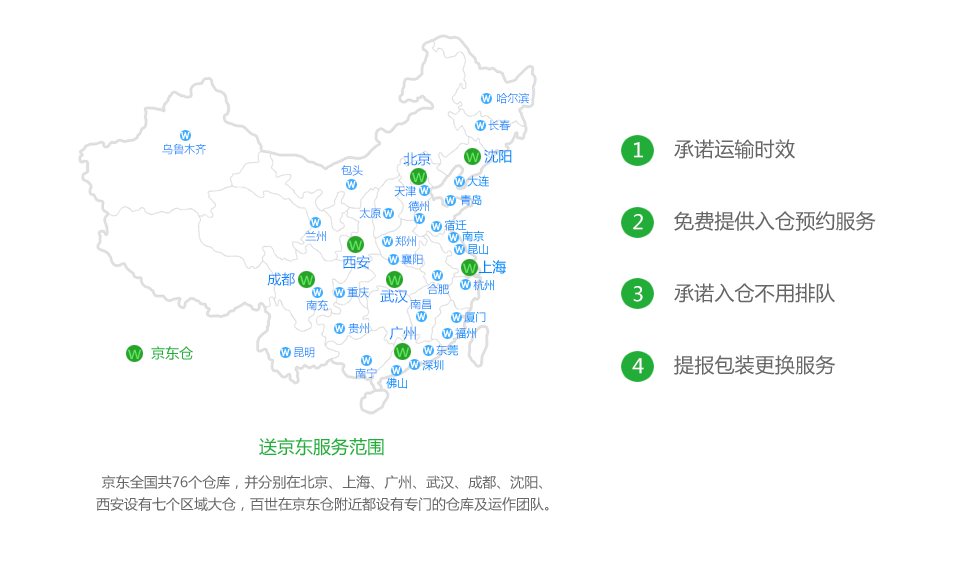 哈尔滨
长春
乌鲁木齐
沈阳
北京
包头
大连
天津
青岛
德州
太原
宿迁
兰州
南京
郑州
昆山
西安
襄阳
上海
成都
合肥
杭州
重庆
武汉
南充
南昌
厦门
贵州
广州
福州
昆明
东莞
深圳
南宁
佛山
京东仓
送京东服务范围
京东全国共76个仓库，并分别在北京、上海、广州、武汉、成都、沈阳、
西安设有七个区域大仓，百世在京东仓附近都设有专门的仓库及运作团队。
1 承诺运输时效
2 免费提供入仓预约服务
3 承诺入仓不用排队
4 提报包装更换服务